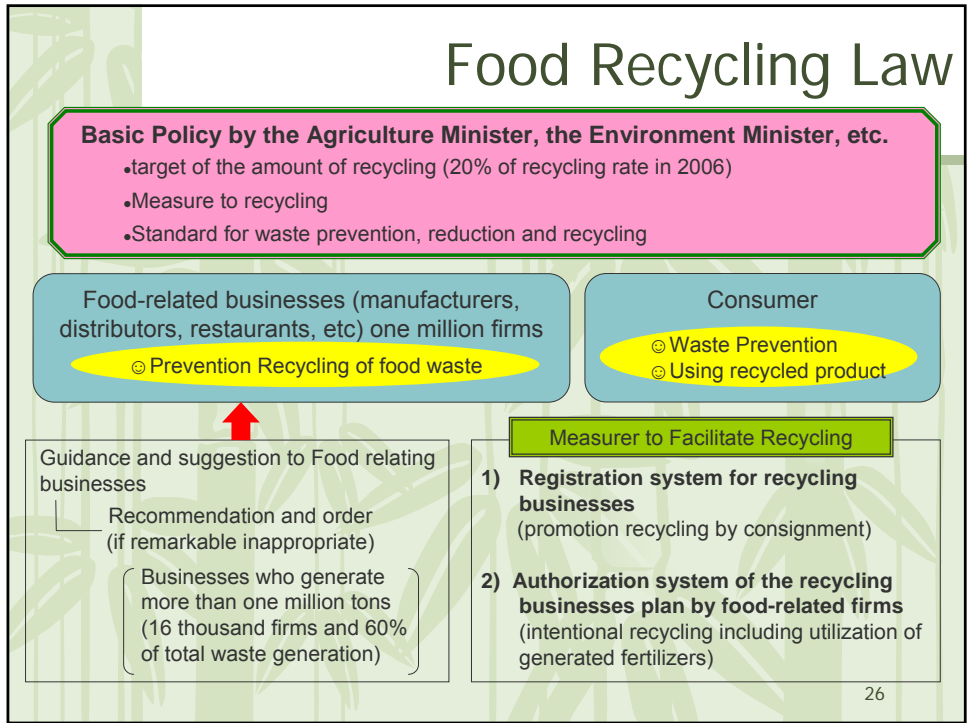 Food Recycling Law
Basic Policy by the Agriculture Minister, the Environment Minister, etc.
•target of the amount of recycling (20% of recycling rate in 2006)
•Measure to recycling
•Standard for waste prevention, reduction and recycling
Food-related businesses (manufacturers,
distributors, restaurants, etc) one million firms
☺Prevention Recycling of food waste
Consumer
☺Waste Prevention
☺Using recycled product
Guidance and suggestion to Food relating
businesses
Recommendation and order
(if remarkable inappropriate)
Businesses who generate
more than one million tons
(16 thousand firms and 60%
of total waste generation)
Measurer to Facilitate Recycling
1) Registration system for recycling
businesses
(promotion recycling by consignment)
2) Authorization system of the recycling
businesses plan by food-related firms
(intentional recycling including utilization of
generated fertilizers)
26